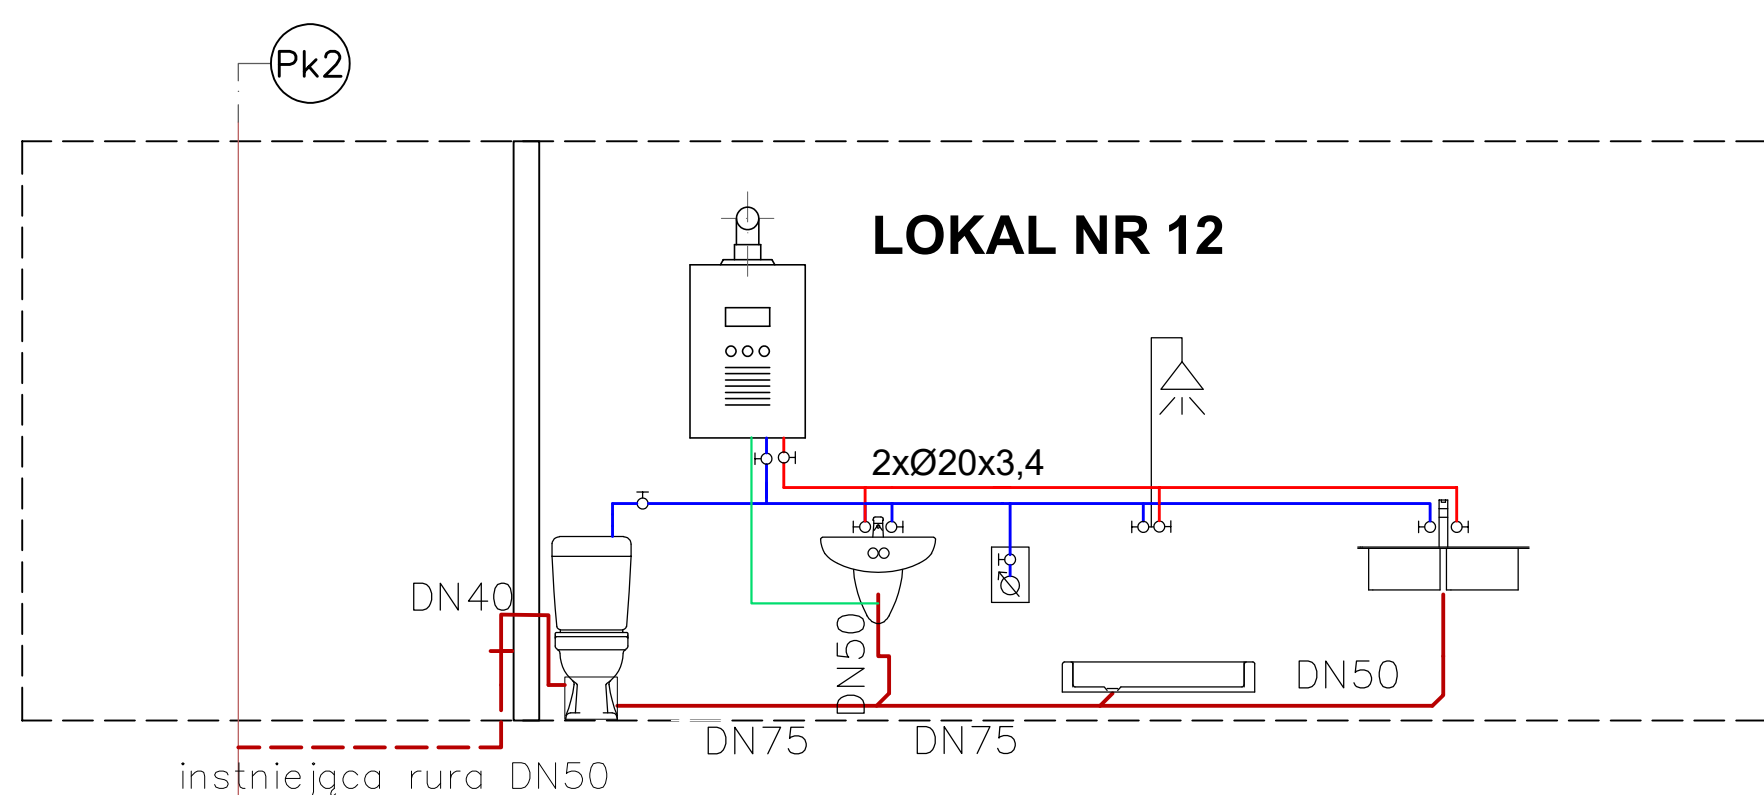 Pk2
LOKAL NR 12
2xØ20x3,4
DN40
DN50
DN50
DN75
DN75
instniejąca rura DN50